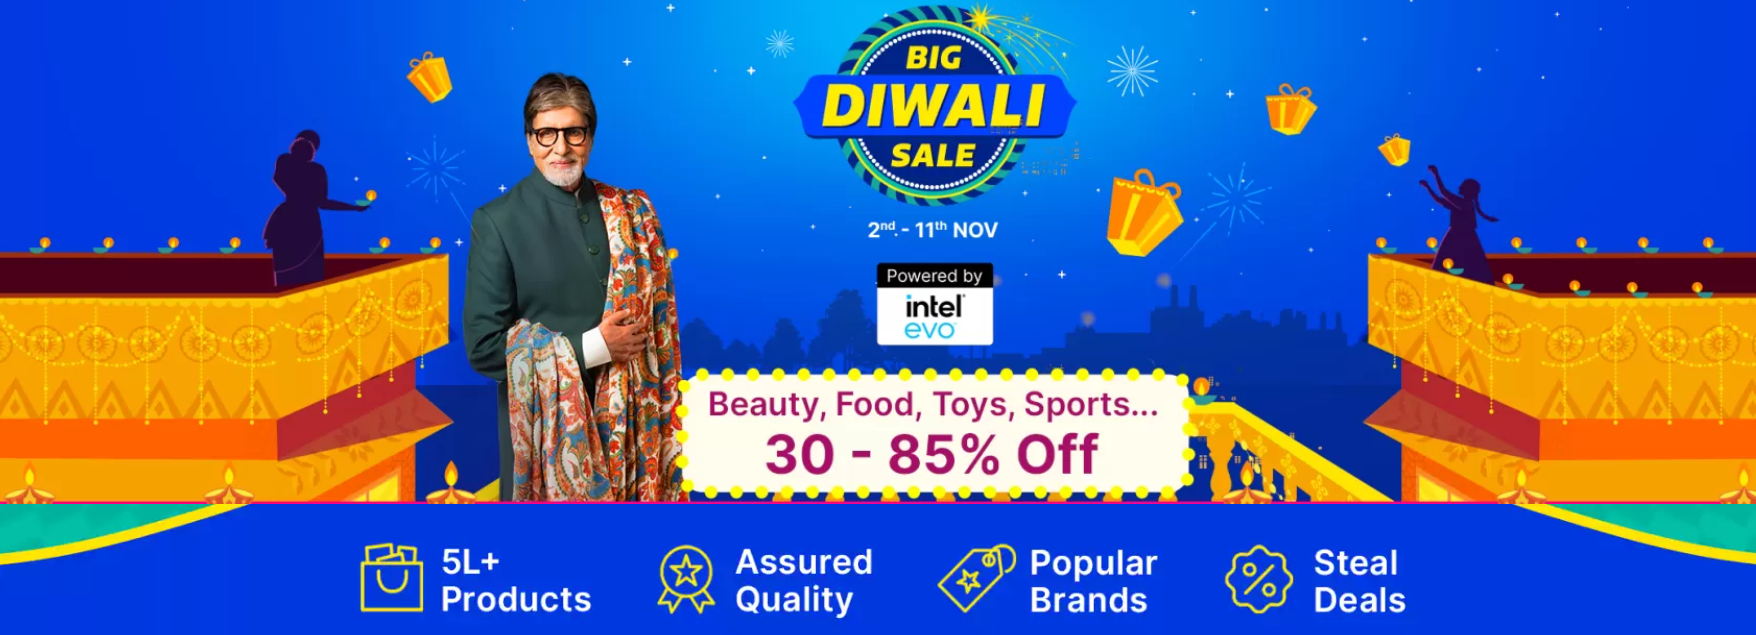 BIG
DIWALI
SALE
2nd - 11th NOV
Powered by
intel
evo
Beauty, Food, Toys, Sports...
30 - 85% Off
5L+
Products
Assured
Quality
Popular
Brands
Steal
Deals